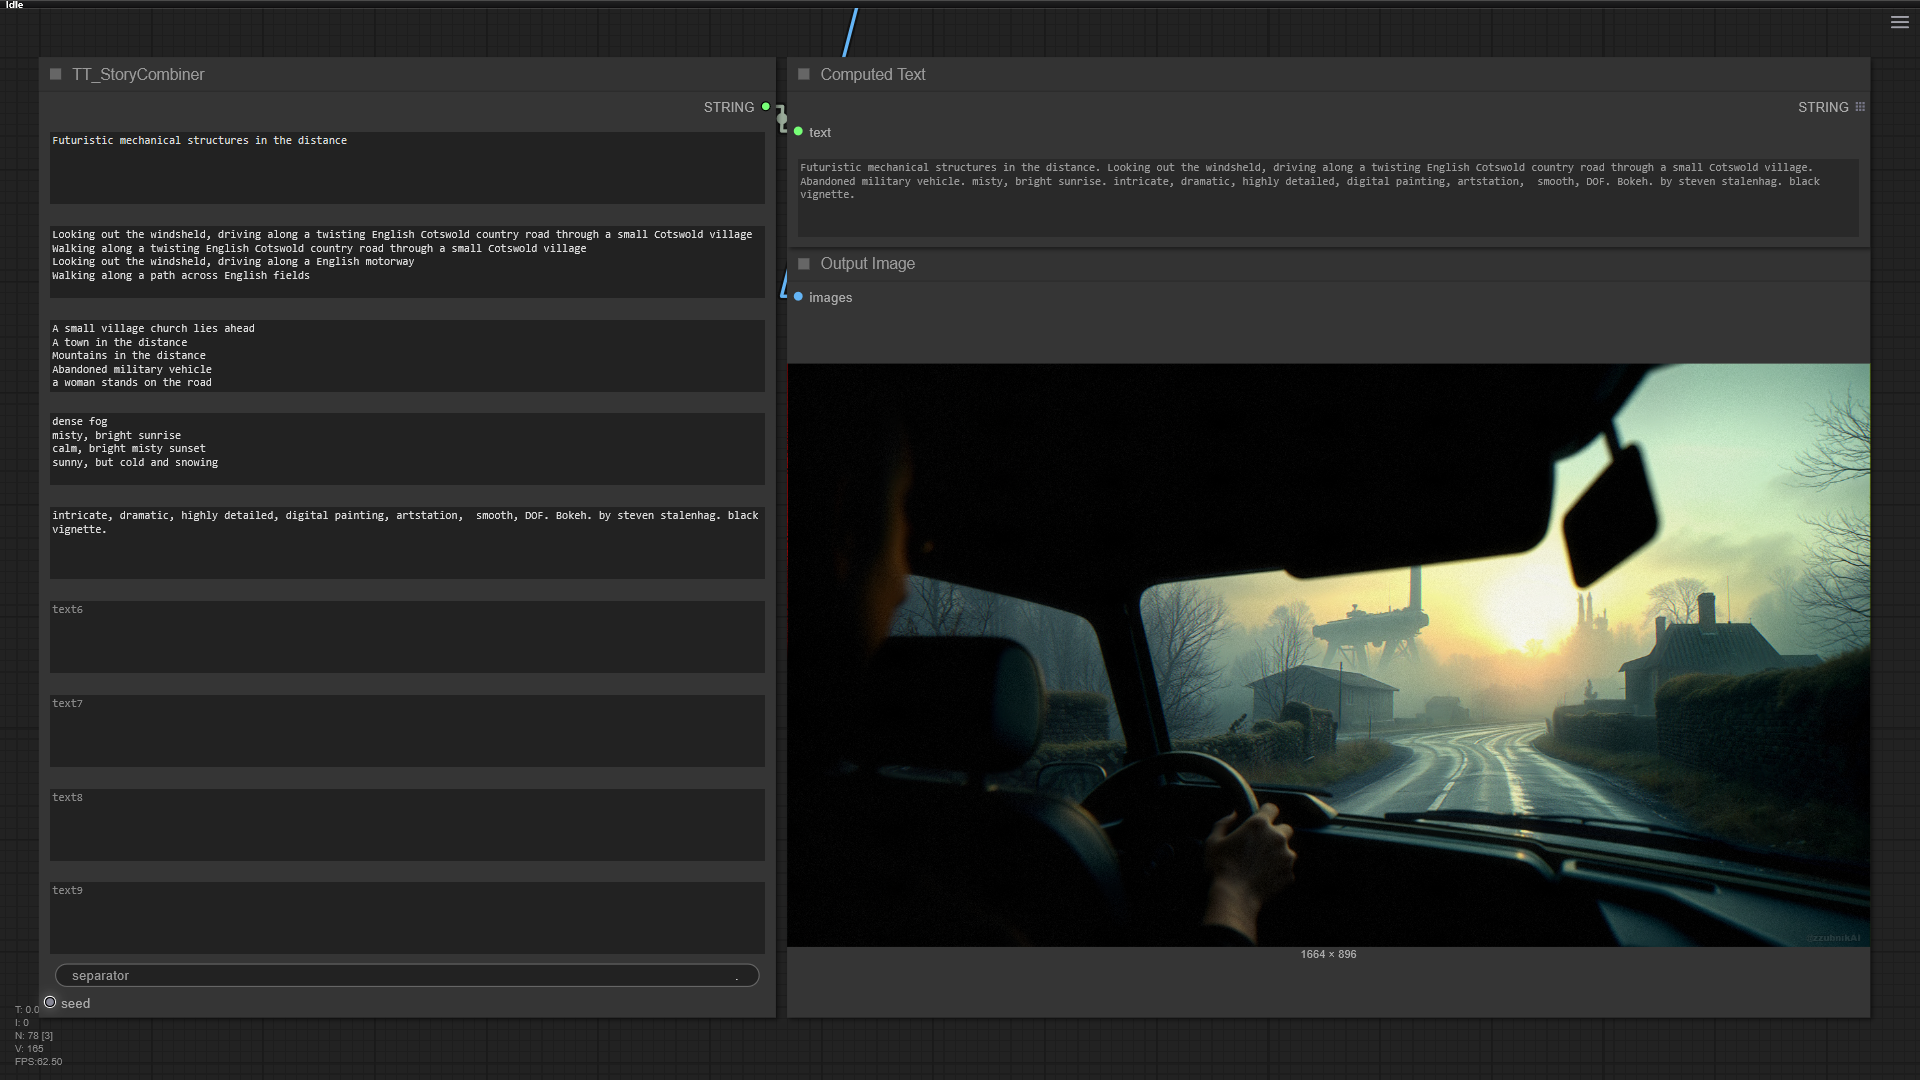 Idle
TT_StoryCombiner
STRING
Futuristic mechanical structures in the distance
Looking out the windsheld, driving along a twisting English Cotswold country road through a small Cotswold village
Walking along a twisting English Cotswold country road through a small Cotswold village
Looking out the windsheld, driving along a English motorway
Walking along a path across English fields
A small village church lies ahead
A town in the distance
Mountains in the distance
Abandoned military vehicle
a woman stands on the road
dense fog
misty, bright sunrise
calm, bright misty sunset
sunny, but cold and snowing
intricate, dramatic, highly detailed, digital painting, artstation,  smooth, DOF. Bokeh. by steven stalenhag. black
vignette.
text6
text7
text8
text9
separator .
seed
T: 0.0
I: 0
N: 78 [3]
V: 165
FPS:62.50
Computed Text
STRING
text
Futuristic mechanical structures in the distance. Looking out the windsheld, driving along a twisting English Cotswold country road through a small Cotswold village.
Abandoned military vehicle. misty, bright sunrise. intricate, dramatic, highly detailed, digital painting, artstation,  smooth, DOF. Bokeh. by steven stalenhag. black
vignette.
Output Image
images
1664 × 896